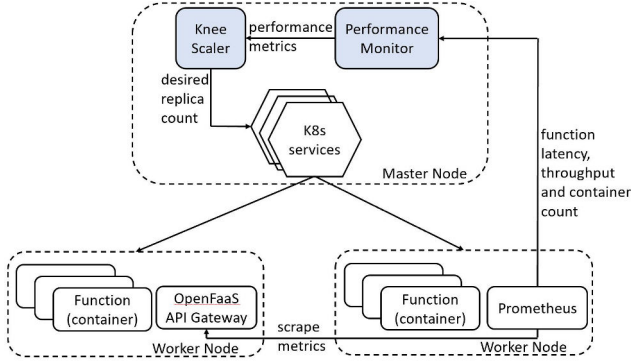 Knee
Scaler
performance
metrics
Performance
Monitor
desired
replica
count
K8s
services
Master Node
function
latency,
throughput
and container
count
Function
(container)
OpenFaaS
API Gateway
Worker Node
scrape
metrics
Function
(container)
Prometheus
Worker Node